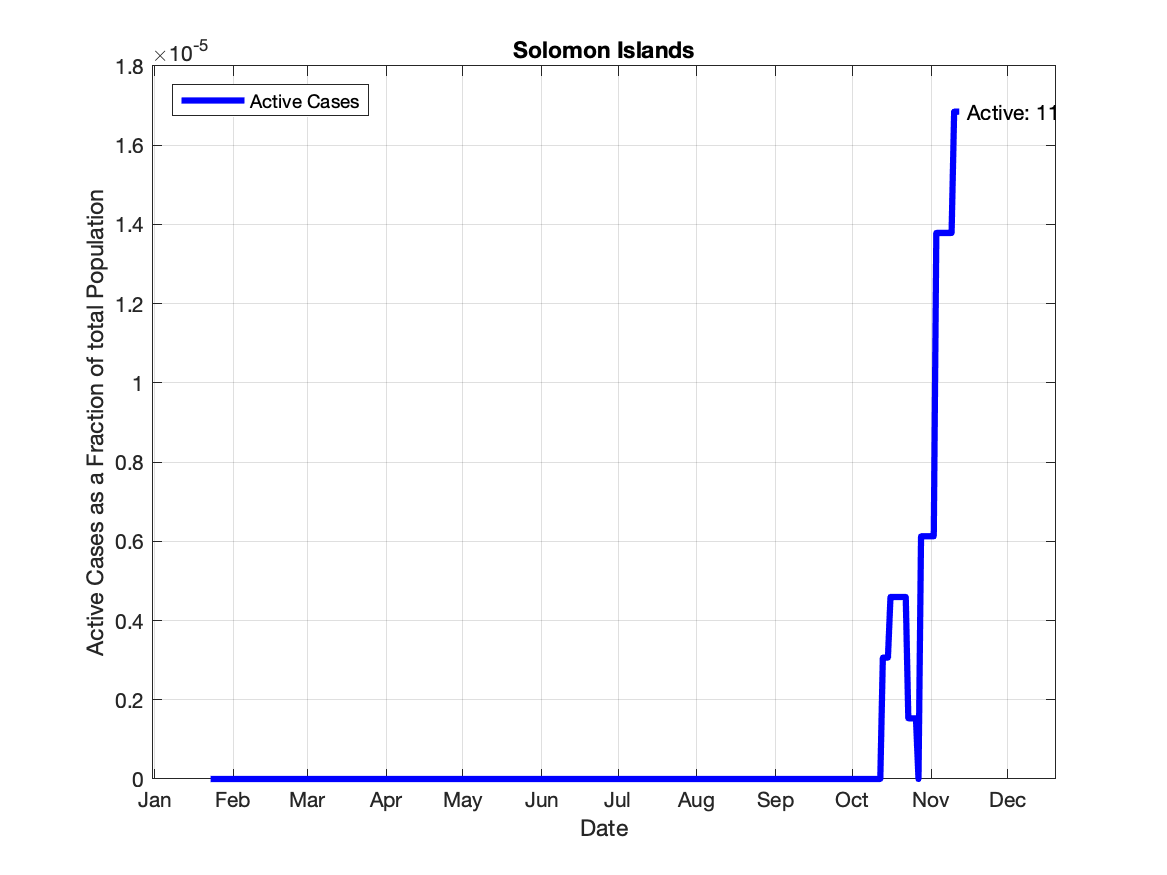 Solomon Islands
×10-5
1.8
1.6
1.4
1.2
1
0.8
0.6
0.4
0.2
0
Active Cases as a Fraction of total Population
Active Cases
Active: 11
Jan Feb Mar Apr May Jun Jul Aug Sep Oct Nov Dec
Date